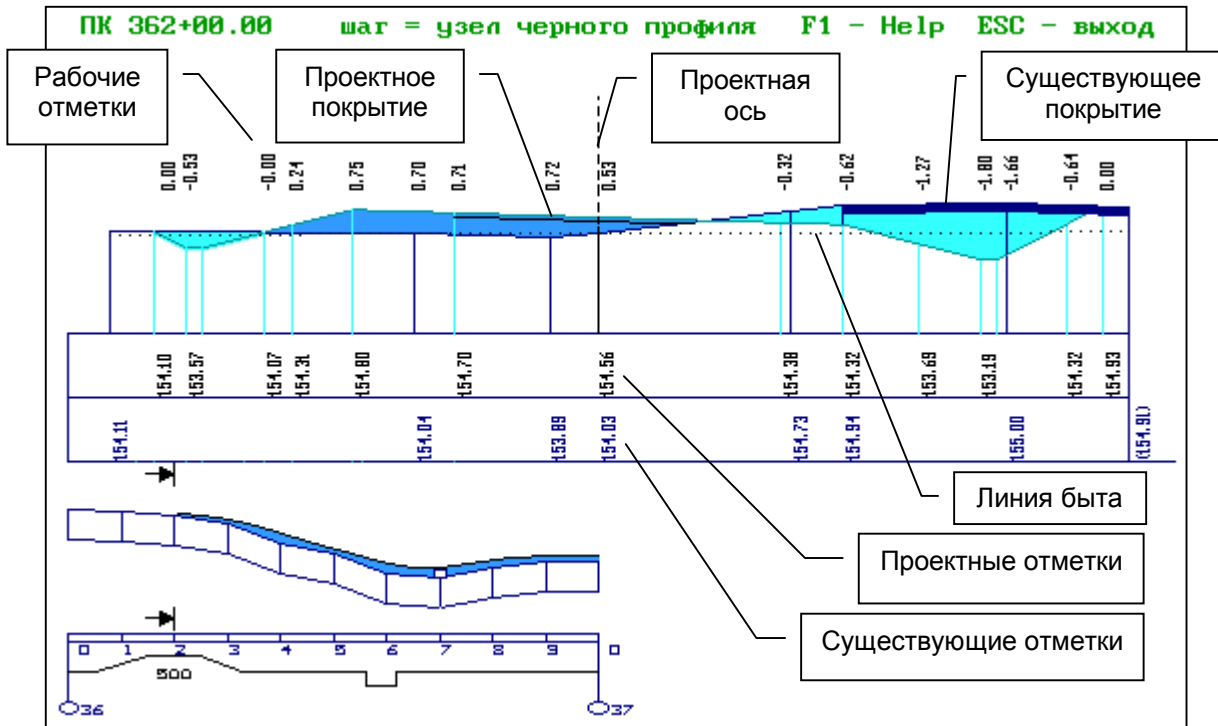 ПК 362+00.00 шаг = узел черного профиля F1 - Help ESC - выход
Рабочие
отметки
Проектное
покрытие
Проектная
ось
Существующее
покрытие
0.00 -0.53 -0.00 0.24 0.75 0.70 0.71 0.72 0.53 -0.32 -0.62 -1.27 -1.80 -1.66 -0.64 0.00
154.10 153.57 154.07 154.31 154.80 154.70 154.56 154.38 154.32 153.69 153.19 154.32 154.93
154.11 154.04 153.89 154.03 154.73 154.94 155.00 (154.91)
Линия быта
Проектные отметки
Существующие отметки
0 1 2 3 4 5 6 7 8 9 0
500
36 37